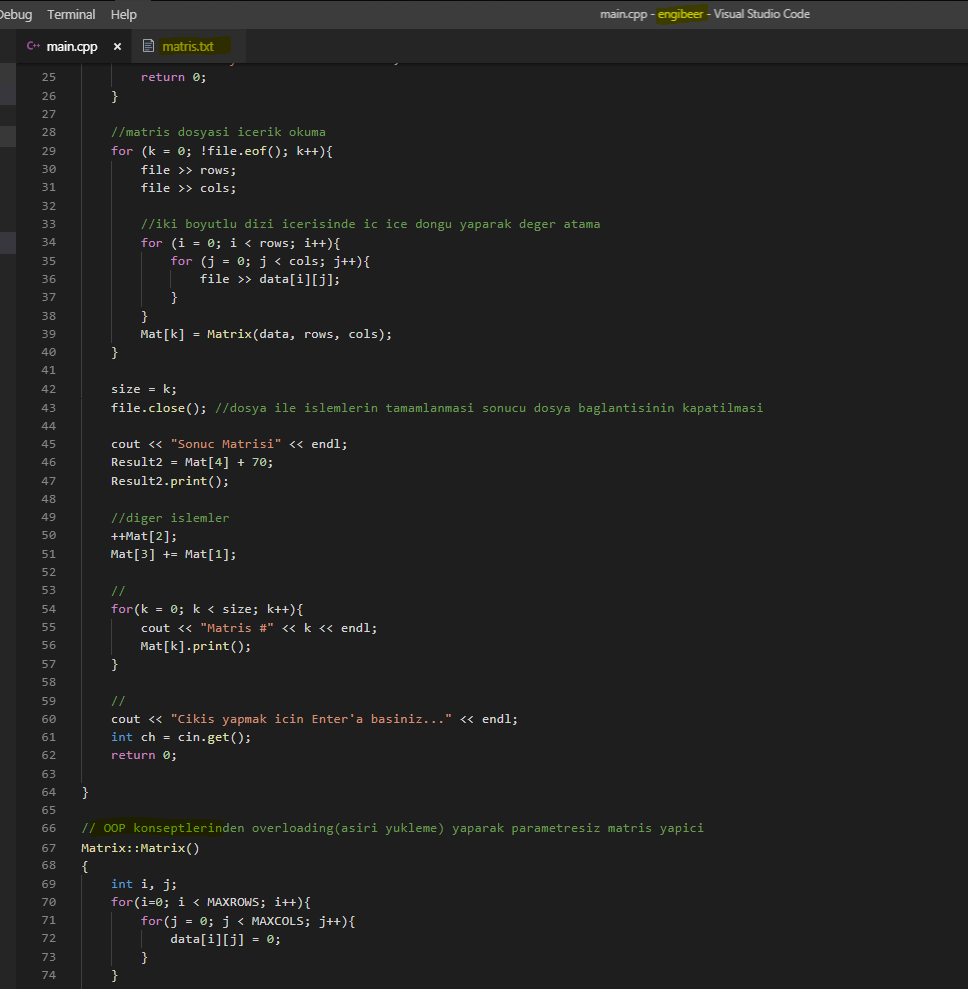 Debug Terminal Help main.cpp - engibeer - Visual Studio Code
C++ main.cpp × matris.txt
25 return 0;
26 }
27
28 //matris dosyasi icerik okuma
29 for (k = 0; !file.eof(); k++){
30 file >> rows;
31 file >> cols;
32
33 //iki boyutlu dizi icerisinde ic ice dongu yaparak deger atama
34 for (i = 0; i < rows; i++){
35 for (j = 0; j < cols; j++){
36 file >> data[i][j];
37 }
38 }
39 Mat[k] = Matrix(data, rows, cols);
40 }
41
42 size = k;
43 file.close(); //dosya ile islemlerin tamamlanmasi sonucu dosya baglantisinin kapatilmasi
44
45 cout << "Sonuc Matrisi" << endl;
46 Result2 = Mat[4] + 70;
47 Result2.print();
48
49 //diger islemler
50 ++Mat[2];
51 Mat[3] += Mat[1];
52
53 //
54 for(k = 0; k < size; k++){
55 cout << "Matris #" << k << endl;
56 Mat[k].print();
57 }
58
59 //
60 cout << "Cikis yapmak icin Enter'a basiniz..." << endl;
61 int ch = cin.get();
62 return 0;
63
64 }
65
66 // OOP konseptlerinden overloading(asiri yukleme) yaparak parametresiz matris yapici
67 Matrix::Matrix()
68 {
69 int i, j;
70 for(i=0; i < MAXROWS; i++){
71 for(j = 0; j < MAXCOLS; j++){
72 data[i][j] = 0;
73 }
74 }